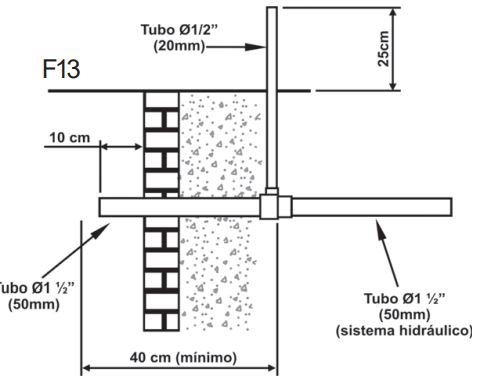 Tubo Ø1/2”
(20mm)
25cm
F13
10 cm
Tubo Ø1 ½”
(50mm)
Tubo Ø1 ½”
(50mm)
(sistema hidráulico)
40 cm (mínimo)